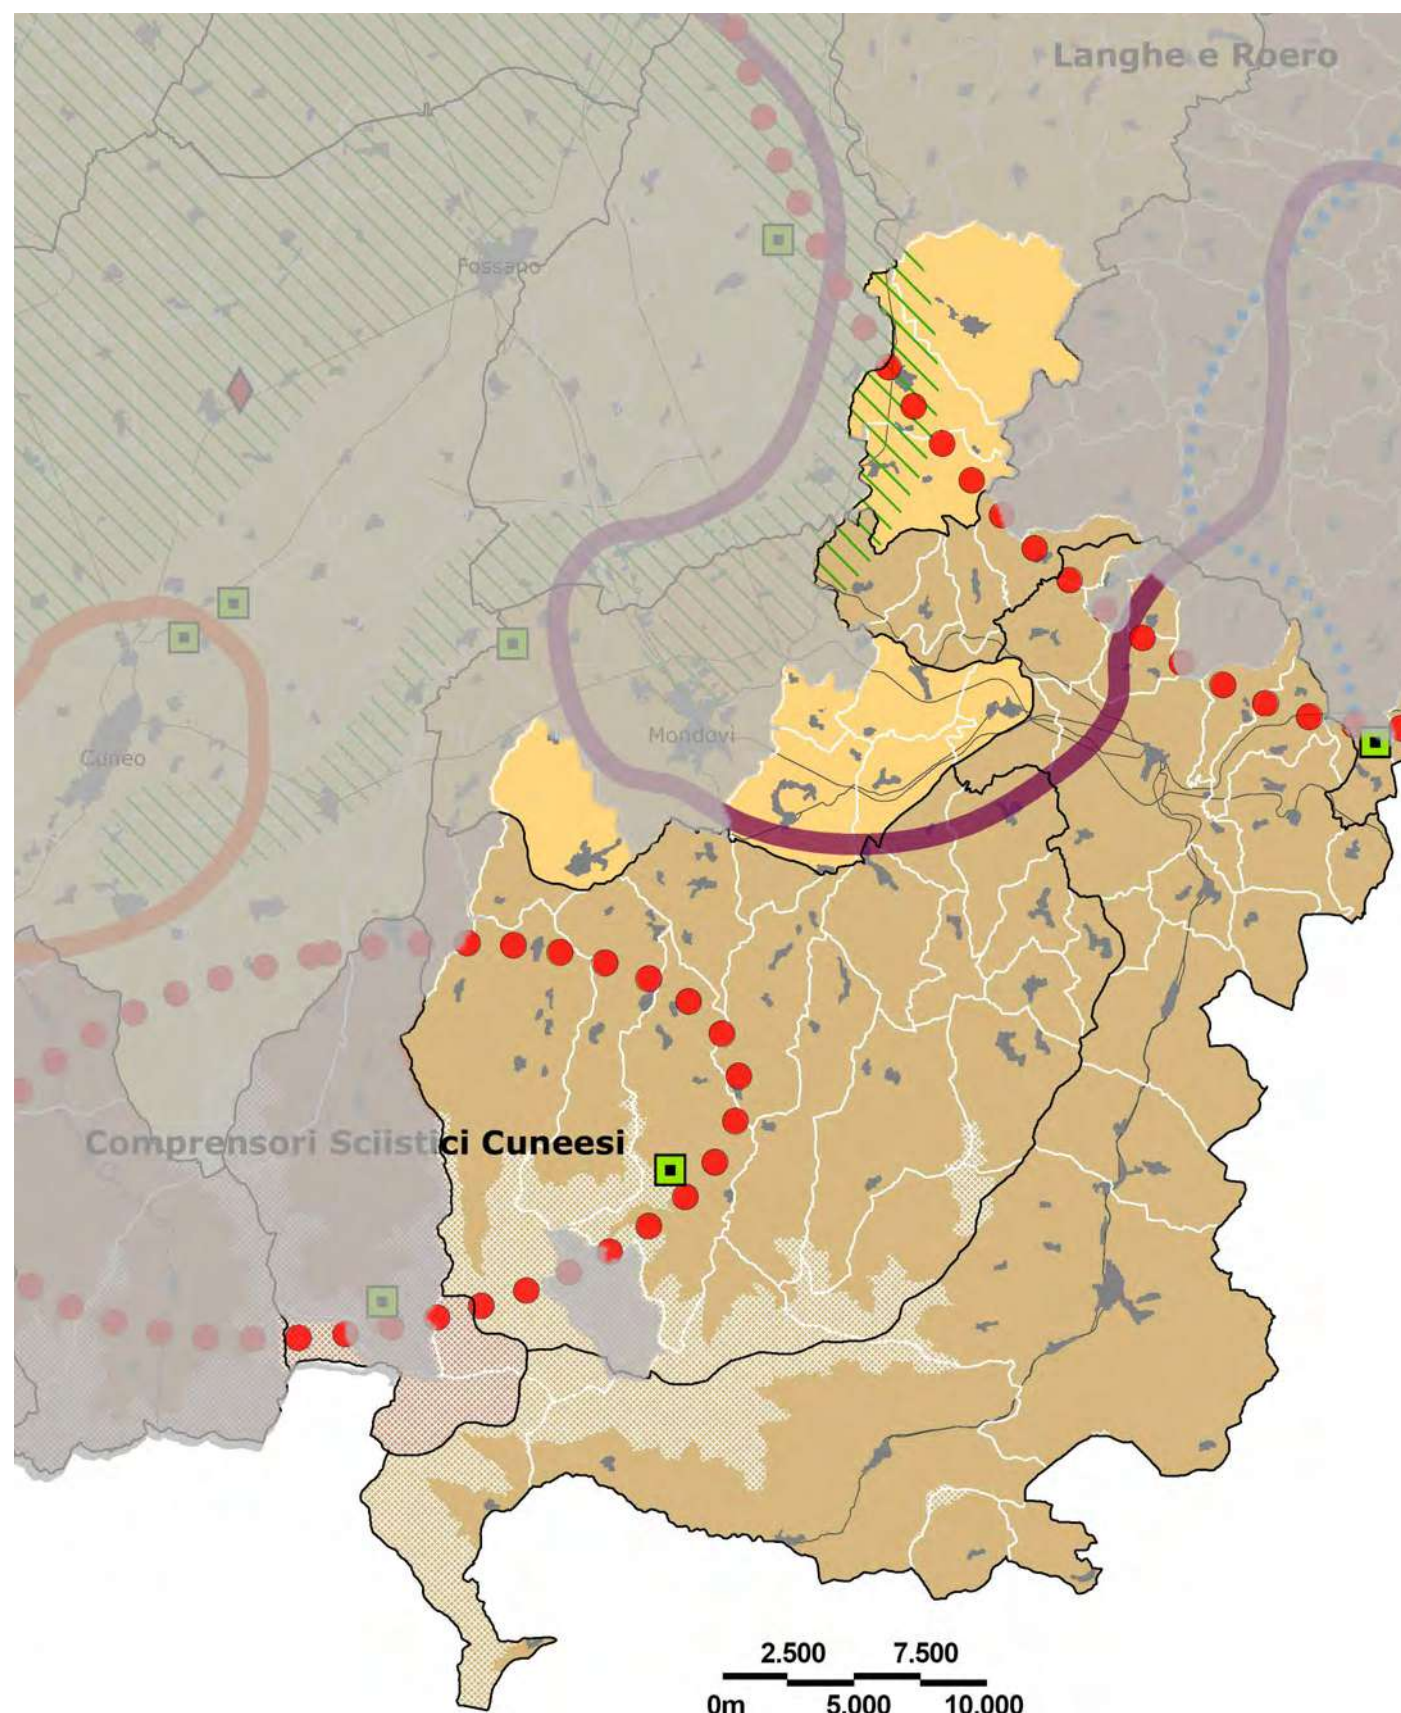 Langhe e Roero
Fossano
Mondovì
Cuneo
Comprensori Sciistici Cuneesi
2.500 7.500
0m 5.000 10.000